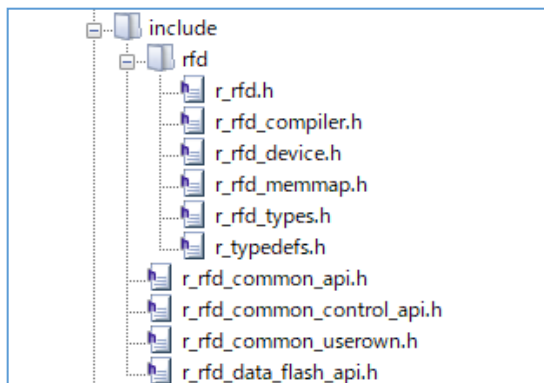 include
rfd
r_rfd.h
r_rfd_compiler.h
r_rfd_device.h
r_rfd_memmap.h
r_rfd_types.h
r_typedefs.h
r_rfd_common_api.h
r_rfd_common_control_api.h
r_rfd_common_userown.h
r_rfd_data_flash_api.h